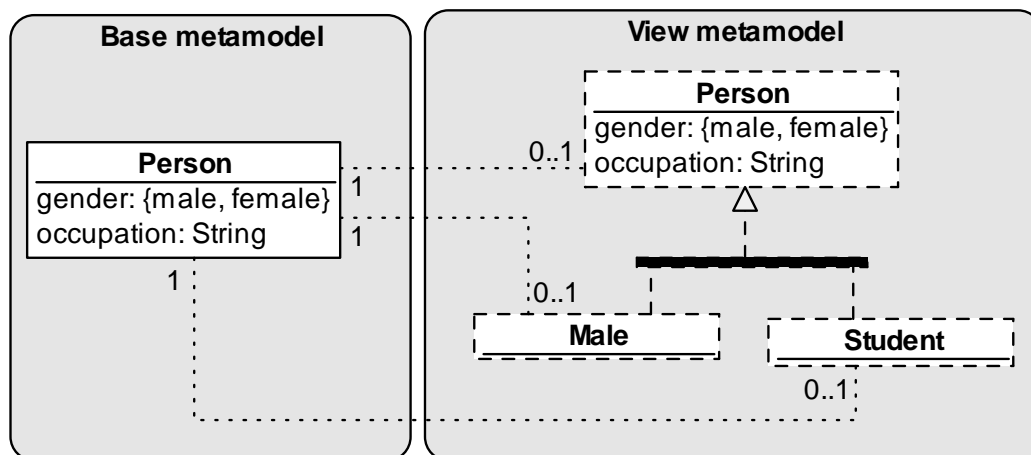 Base metamodel
Person
gender: {male, female}
occupation: String
1
1
1
View metamodel
Person
gender: {male, female}
occupation: String
0..1
0..1
Male
Student
0..1